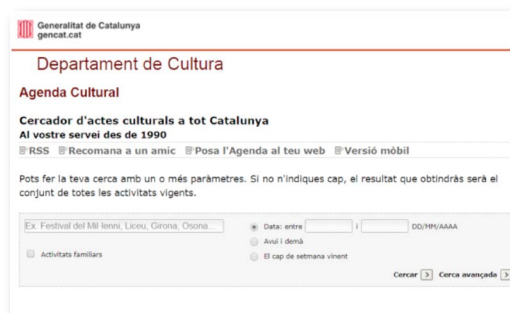 Generalitat de Catalunya
gencat.cat
Departament de Cultura
Agenda Cultural
Cercador d'actes culturals a tot Catalunya
Al vostre servei des de 1990
RSS Recomana a un amic Posa l'Agenda al teu web Versió mòbil
Pots fer la teva cerca amb un o més paràmetres. Si no n'indiques cap, el resultat que obtindràs serà el
conjunt de totes les activitats vigents.
Ex. Festival del Mil·lenni, Liceu, Girona, Osona... Data: entre i DD/MM/AAAA
Avui i demà
Activitats familiars El cap de setmana vinent
Cercar Cerca avançada